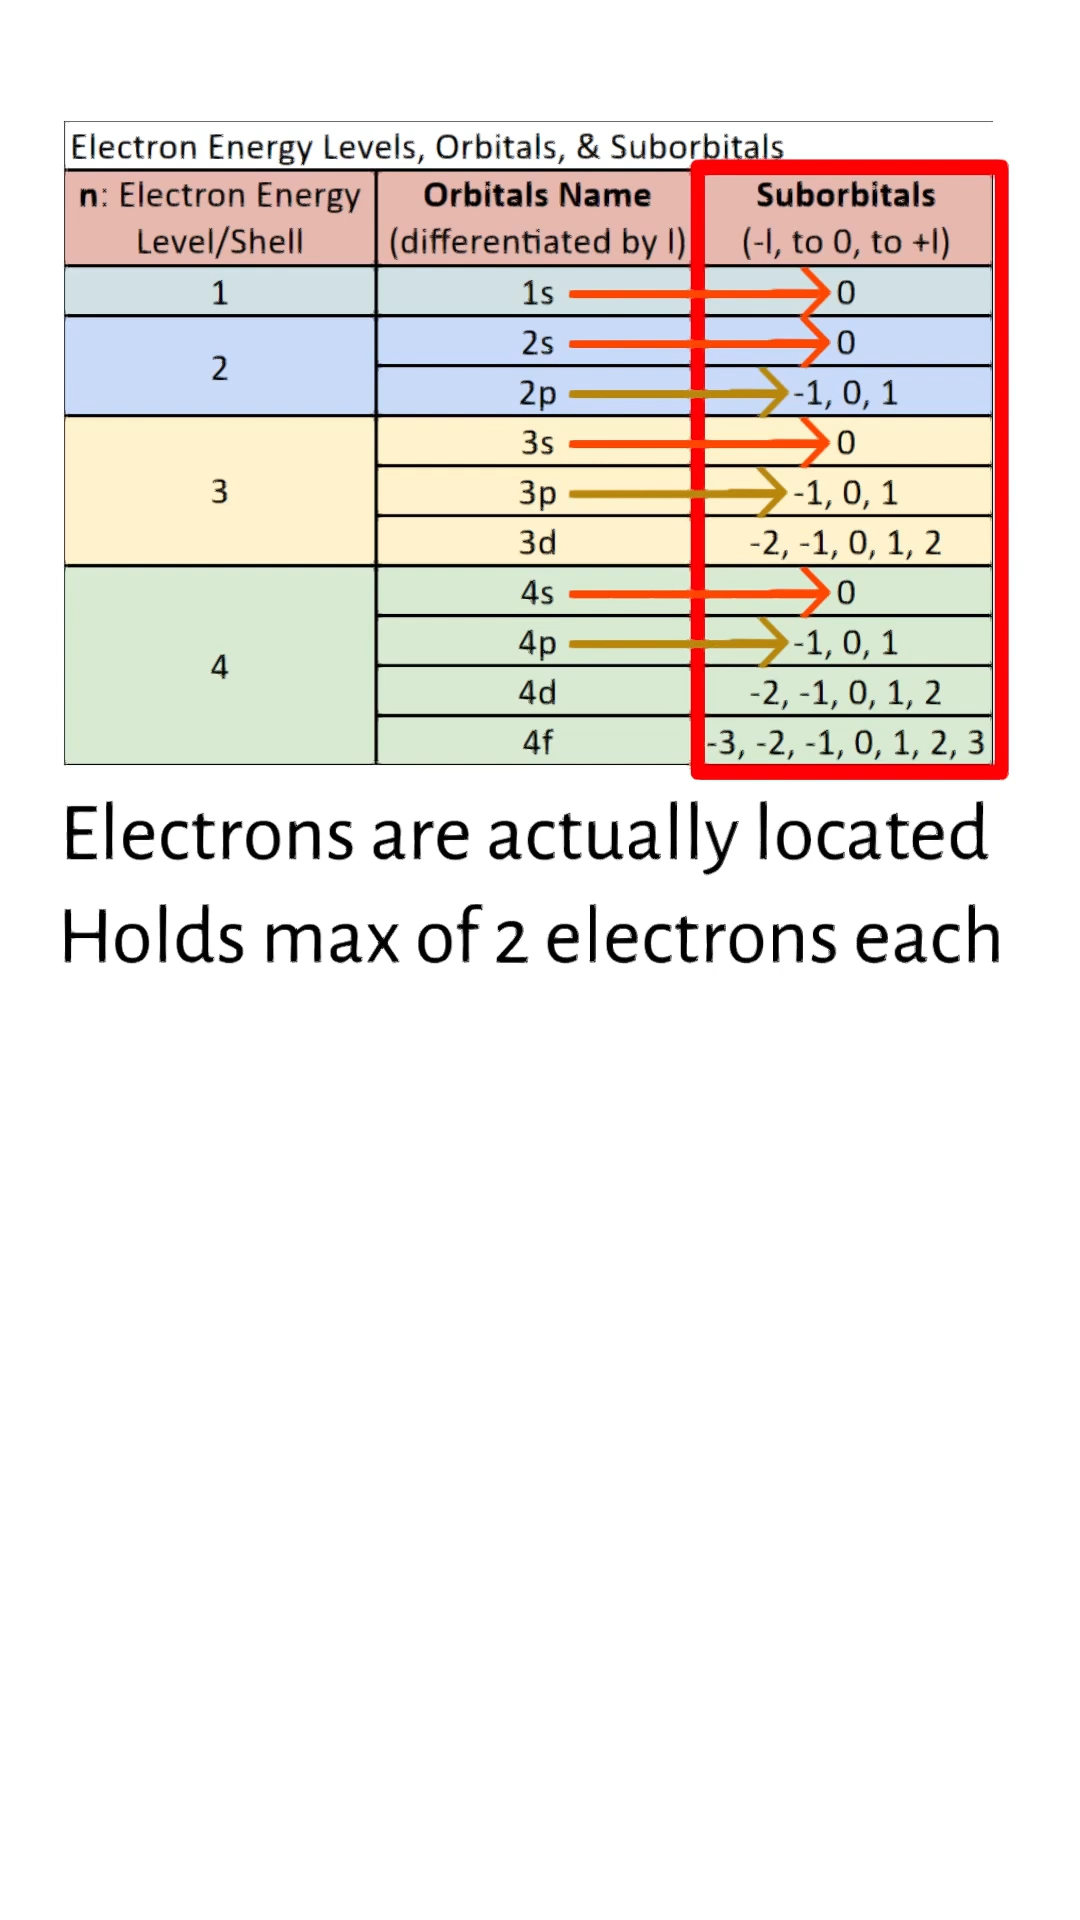 Electron Energy Levels, Orbitals, & Suborbitals
n: Electron Energy Level/Shell
Orbitals Name (differentiated by l)
Suborbitals (-l, to 0, to +l)
1
1s
0
2
2s
0
2p
-1, 0, 1
3
3s
0
3p
-1, 0, 1
3d
-2, -1, 0, 1, 2
4
4s
0
4p
-1, 0, 1
4d
-2, -1, 0, 1, 2
4f
-3, -2, -1, 0, 1, 2, 3
Electrons are actually located
Holds max of 2 electrons each